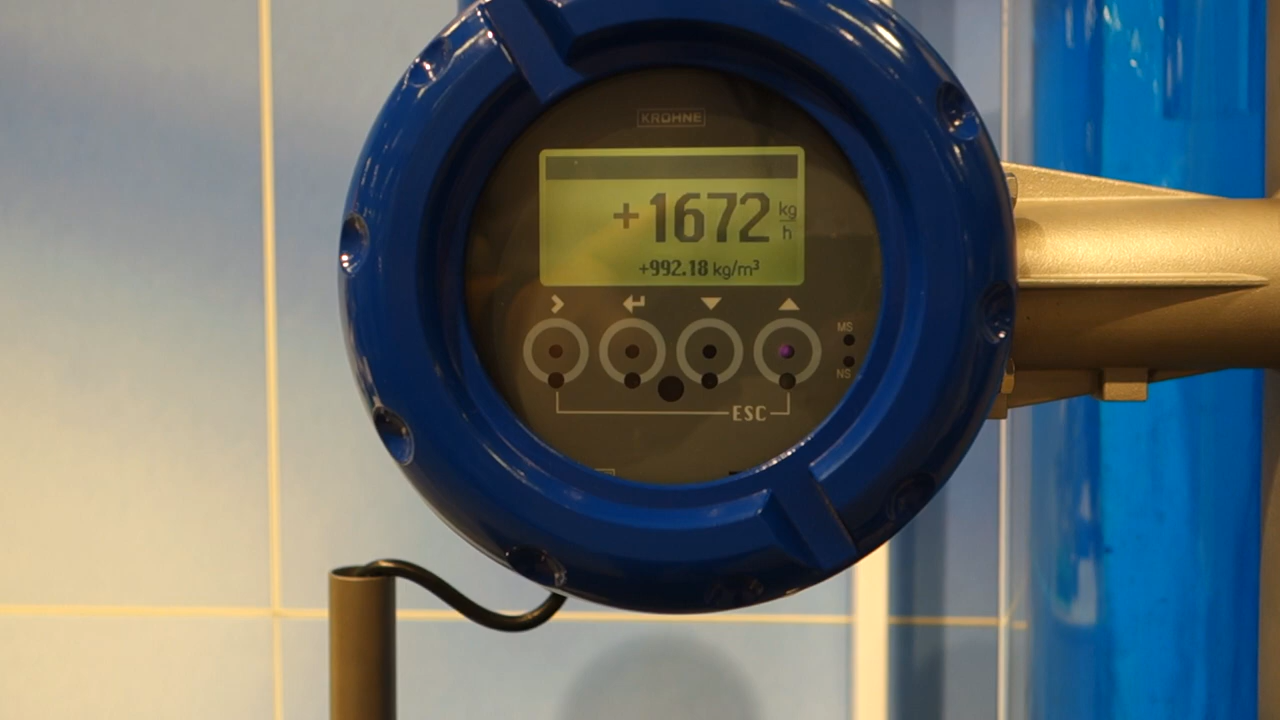 KROHNE
+1672 kg/h
+992.18 kg/m³
MS
NS
ESC